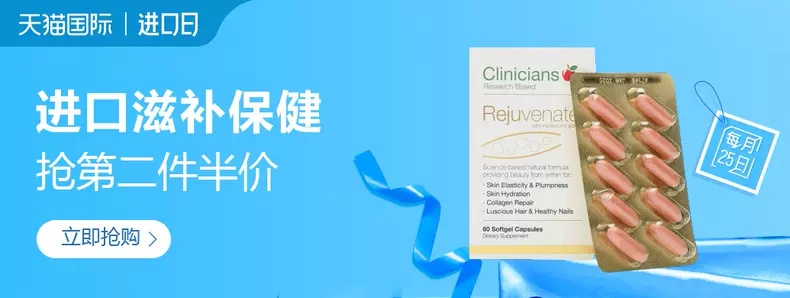 天猫国际 | 进口日
进口滋补保健
抢第二件半价
立即抢购 >
Clinicians
Research Based
Rejuvenate
Science-based natural formula
providing beauty from within for:
· Skin Elasticity & Plumpness
· Skin Hydration
· Collagen Repair
· Luscious Hair & Healthy Nails
60 Softgel Capsules
Dietary Supplement
每月
25日